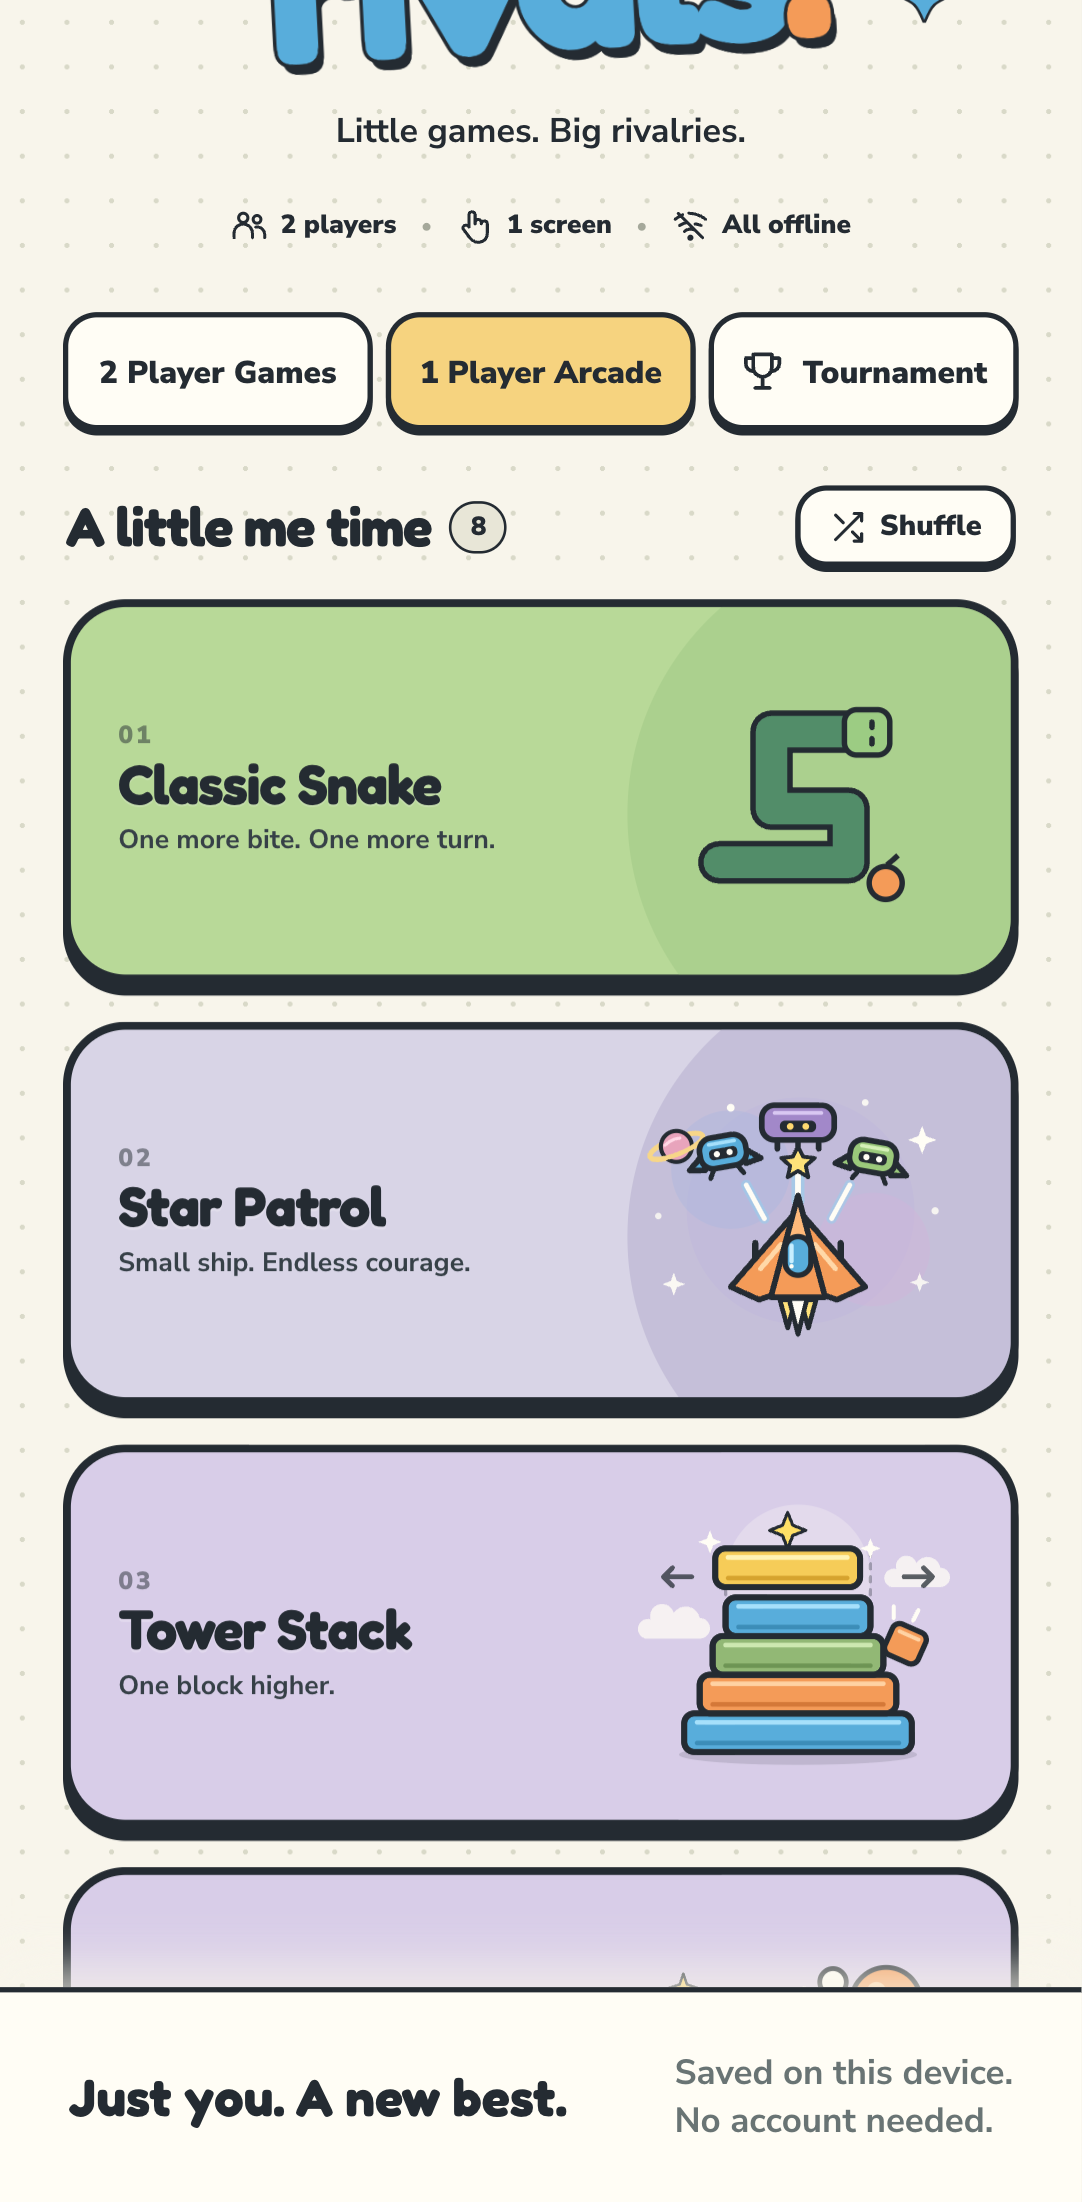 rivals!
Little games. Big rivalries.
2 players • 1 screen • All offline
2 Player Games
1 Player Arcade
Tournament
A little me time 8
Shuffle
01
Classic Snake
One more bite. One more turn.
02
Star Patrol
Small ship. Endless courage.
03
Tower Stack
One block higher.
Just you. A new best.
Saved on this device.
No account needed.